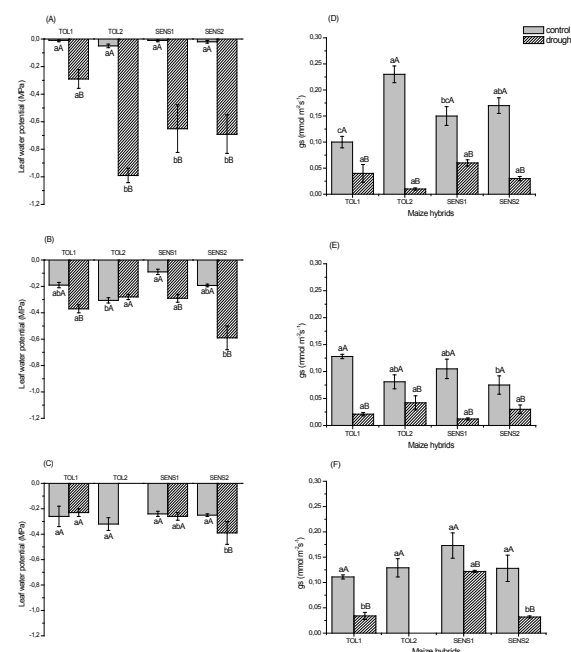 (A)
TOL1 TOL2 SENS1 SENS2
0,0
-0,2
-0,4
-0,6
-0,8
-1,0
-1,2
Leaf water potential (MPa)
aA aA aA aA
aB bB bB bB
(D)
control
drough
0,30
0,25
0,20
0,15
0,10
0,05
0,00
gs (mmol m²s⁻¹)
cA aB aA aB bcA aB abA aB
TOL1 TOL2 SENS1 SENS2
Maize hybrids
(B)
TOL1 TOL2 SENS1 SENS2
0,0
-0,2
-0,4
-0,6
-0,8
-1,0
-1,2
Leaf water potential (MPa)
abA aB bA aA aA aB abA bB
(E)
0,30
0,25
0,20
0,15
0,10
0,05
0,00
gs (mmol m⁻²s⁻¹)
aA aB abA aB abA aB bA aB
TOL1 TOL2 SENS1 SENS2
Maize hybrids
(C)
TOL1 TOL2 SENS1 SENS2
0,0
-0,2
-0,4
-0,6
-0,8
-1,0
-1,2
Leaf water potential (MPa)
aA aA aA aA abA aA bB
(F)
0,30
0,25
0,20
0,15
0,10
0,05
0,00
gs (mmol m⁻²s⁻¹)
aA bB aA aA aB aA bB
TOL1 TOL2 SENS1 SENS2
Maize hybrids